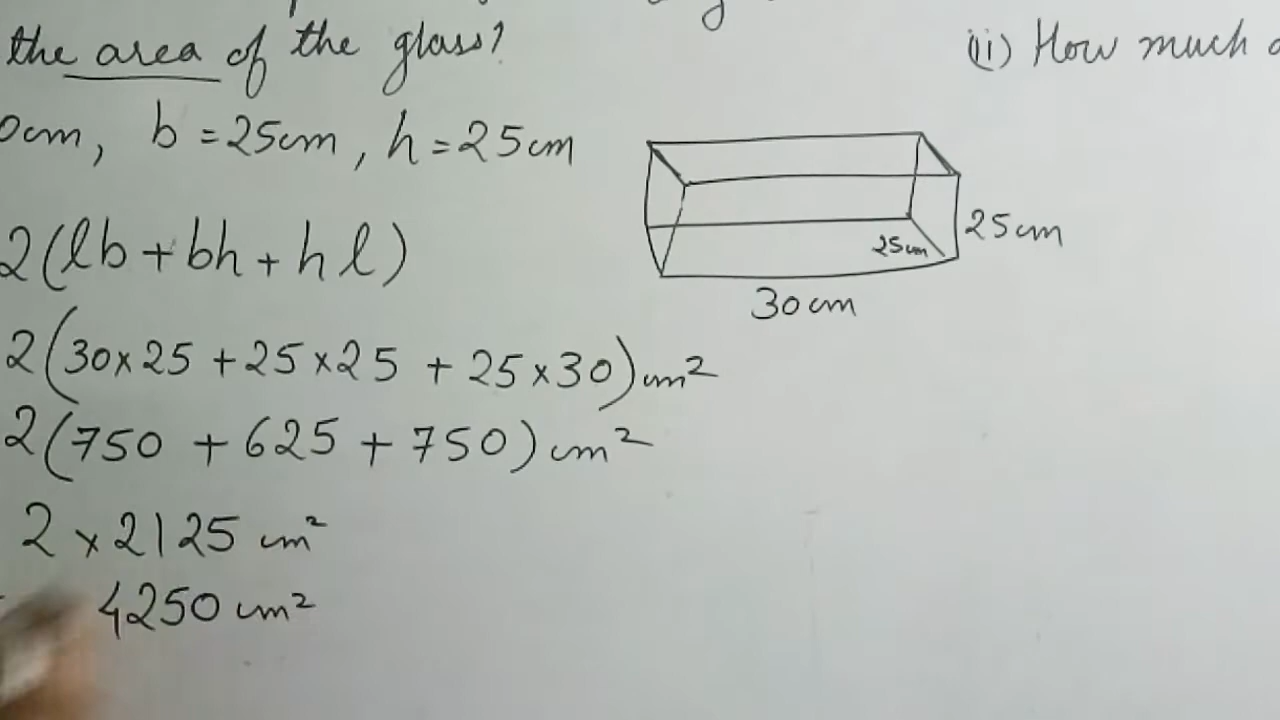 the area of the glass?
(ii) How much
0cm, b = 25cm, h = 25cm
2(lb + bh + hl)
25cm
25cm
30cm
2(30×25 + 25×25 + 25×30) cm²
2(750 + 625 + 750) cm²
2 × 2125 cm²
4250 cm²